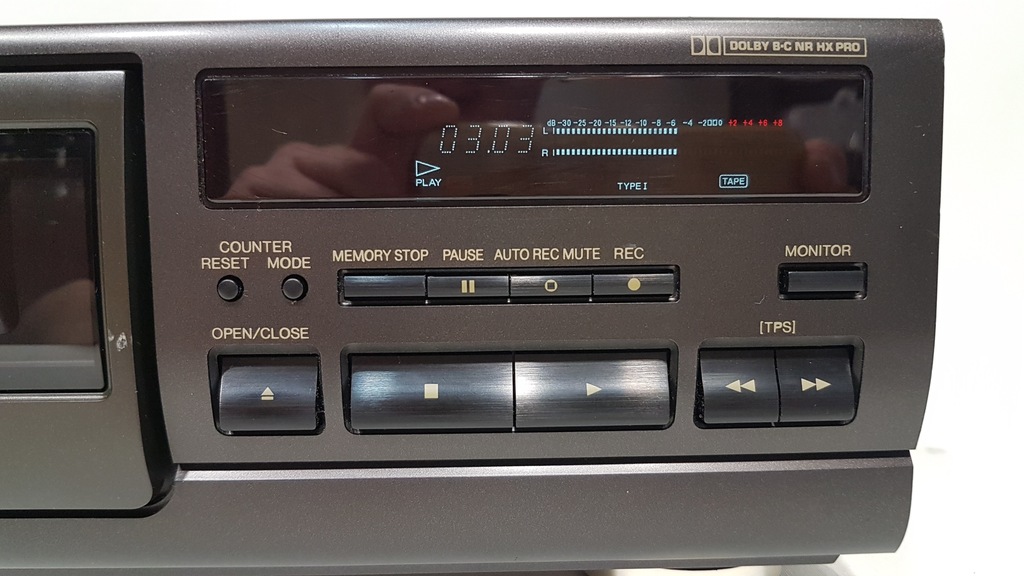 DOLBY B·C NR HX PRO
dB -30 -25 -20 -15 -12 -10 -8 -6 -4 -2 0 +2 +4 +6 +8
03.03
L
R
PLAY
TYPE I
TAPE
COUNTER
RESET MODE
MEMORY STOP PAUSE AUTO REC MUTE REC
MONITOR
OPEN/CLOSE
[TPS]